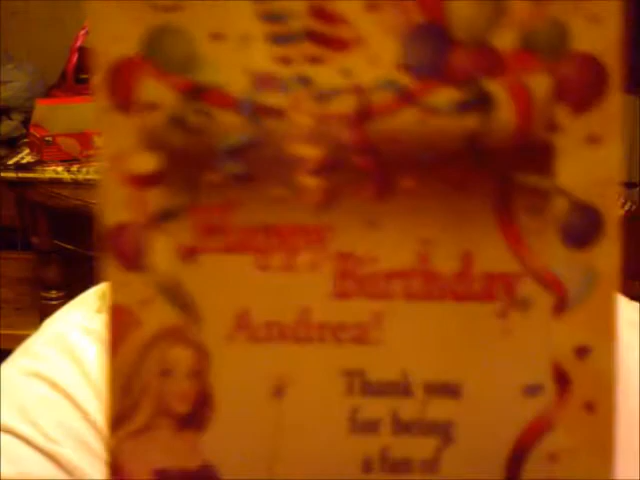 Happy
Birthday,
Andrea!
Thank you
for being
a fan of